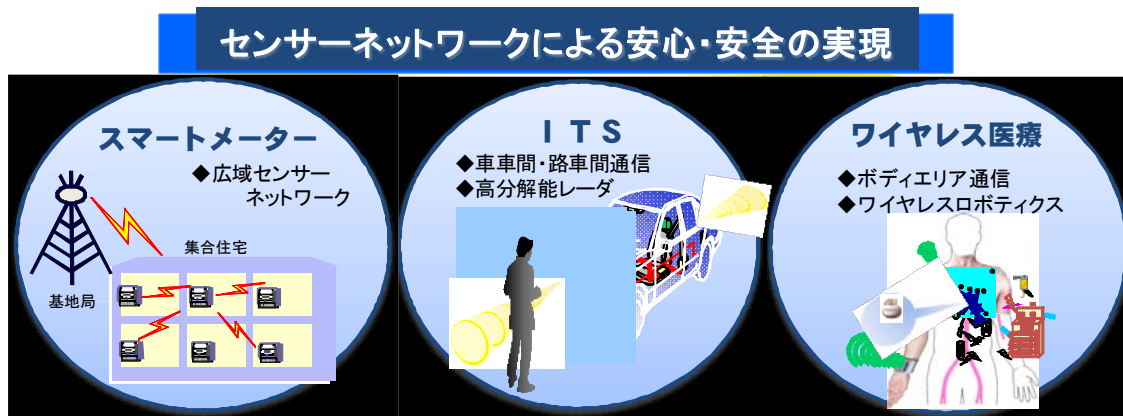 センサーネットワークによる安心・安全の実現
スマートメーター
◆広域センサー
ネットワーク
集合住宅
基地局
ＩＴＳ
◆車車間・路車間通信
◆高分解能レーダ
ワイヤレス医療
◆ボディエリア通信
◆ワイヤレスロボティクス